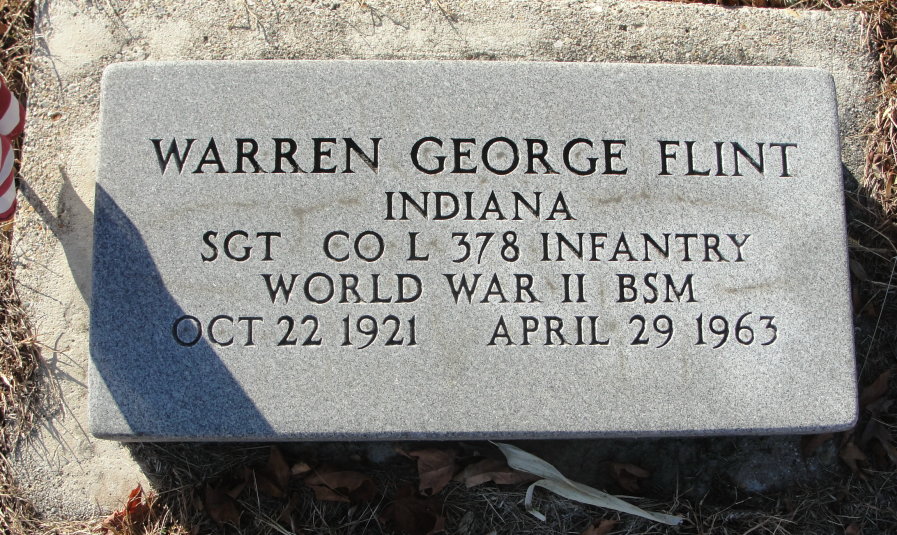 WARREN GEORGE FLINT
INDIANA
SGT CO L 378 INFANTRY
WORLD WAR II BSM
OCT 22 1921 APRIL 29 1963